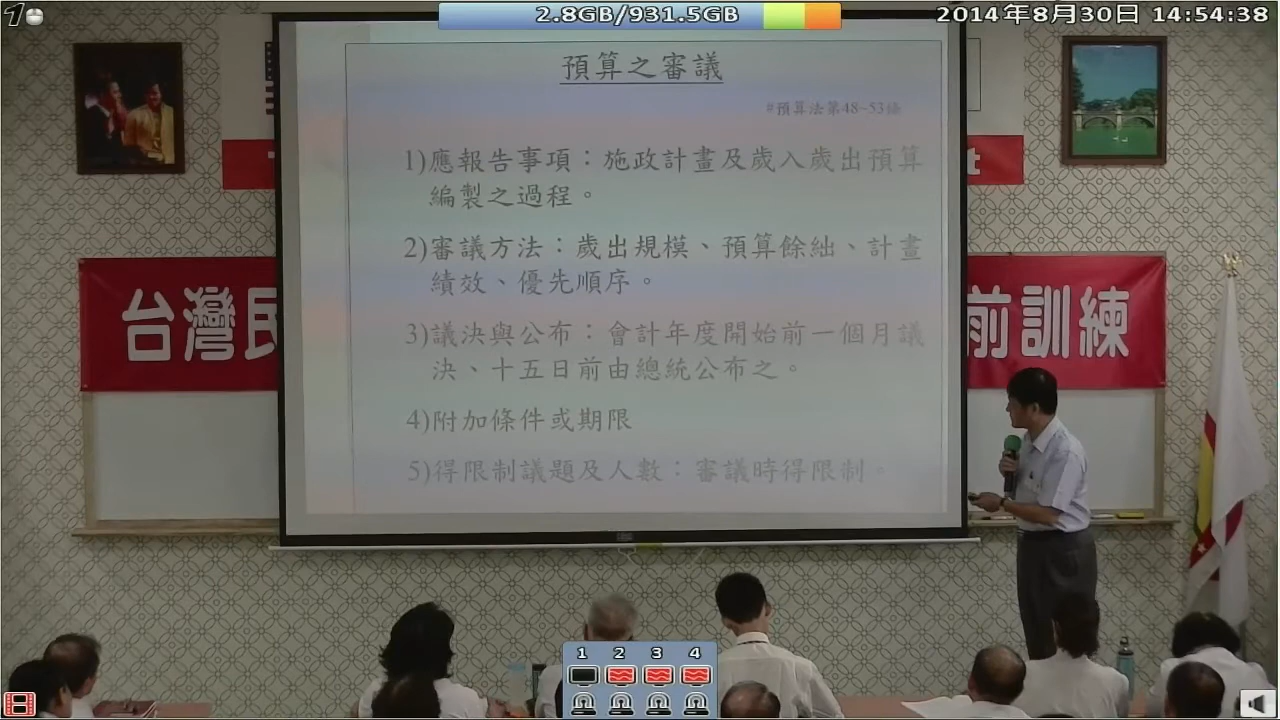 1
2.8GB/931.5GB
2014年8月30日 14:54:38
預算之審議
#預算法第48~53條
1)應報告事項：施政計畫及歲入歲出預算
編製之過程。
2)審議方法：歲出規模、預算餘絀、計畫
績效、優先順序。
3)議決與公布：會計年度開始前一個月議
決、十五日前由總統公布之。
4)附加條件或期限
5)得限制議題及人數：審議時得限制。
t
台灣民
前訓練
1 2 3 4